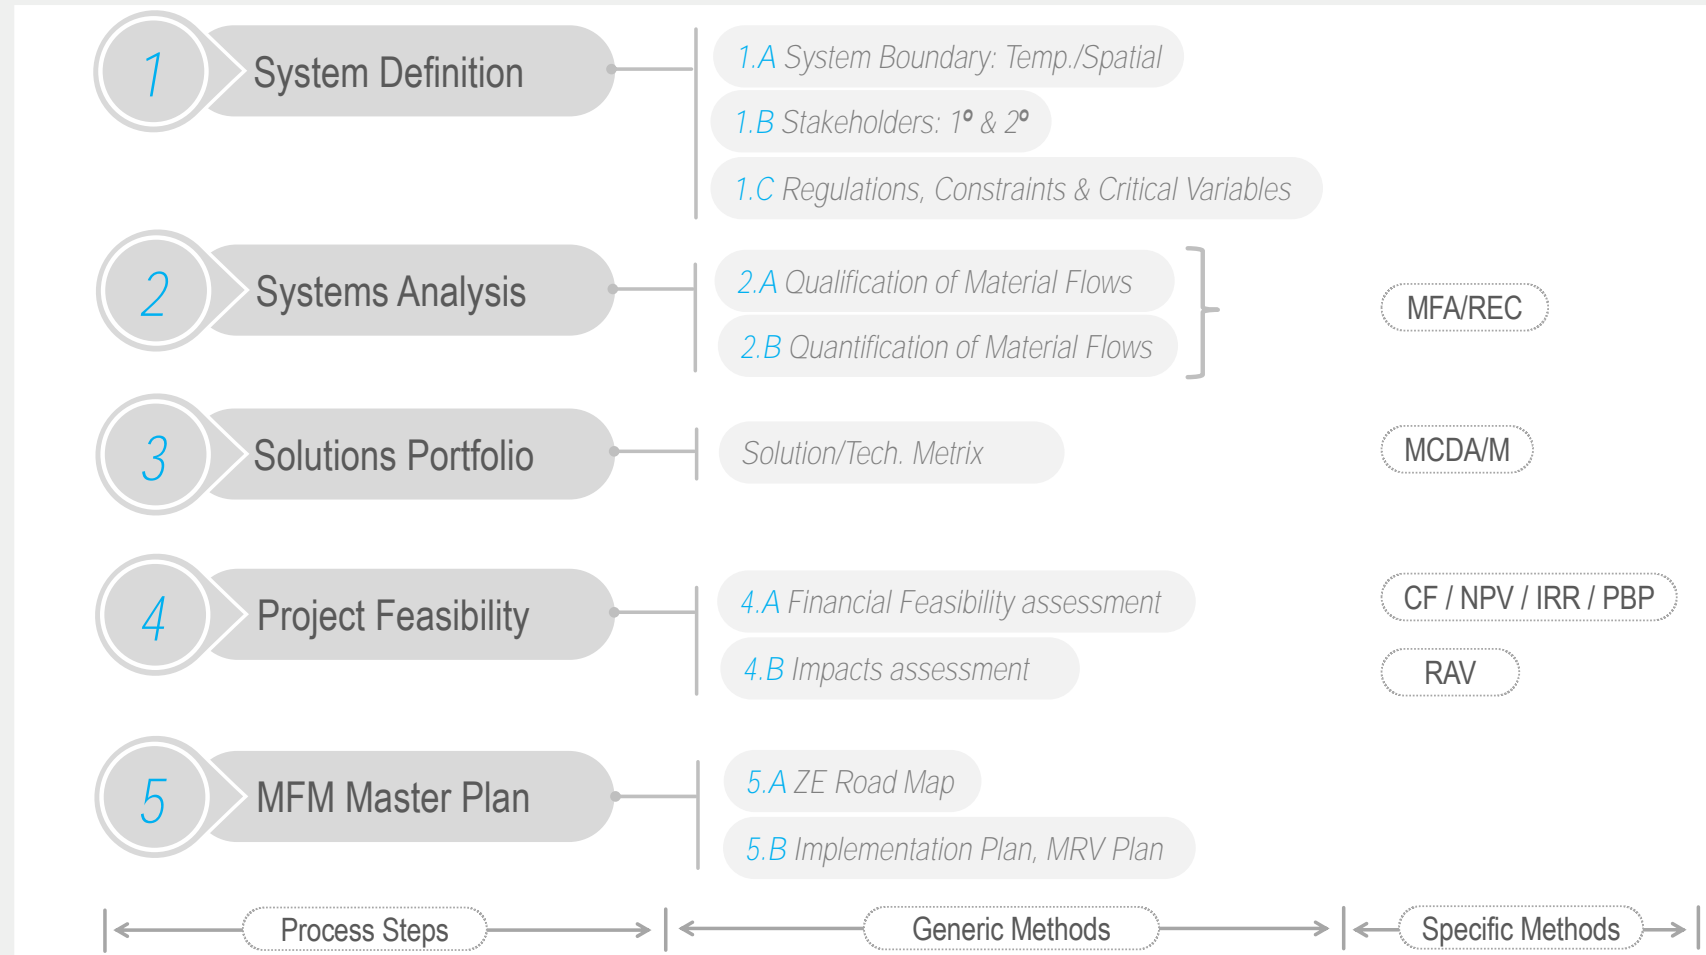 1 System Definition
1.A System Boundary: Temp./Spatial
1.B Stakeholders: 1º & 2º
1.C Regulations, Constraints & Critical Variables
2 Systems Analysis
2.A Qualification of Material Flows
2.B Quantification of Material Flows
MFA/REC
3 Solutions Portfolio
Solution/Tech. Metrix
MCDA/M
4 Project Feasibility
4.A Financial Feasibility assessment
CF / NPV / IRR / PBP
4.B Impacts assessment
RAV
5 MFM Master Plan
5.A ZE Road Map
5.B Implementation Plan, MRV Plan
Process Steps
Generic Methods
Specific Methods